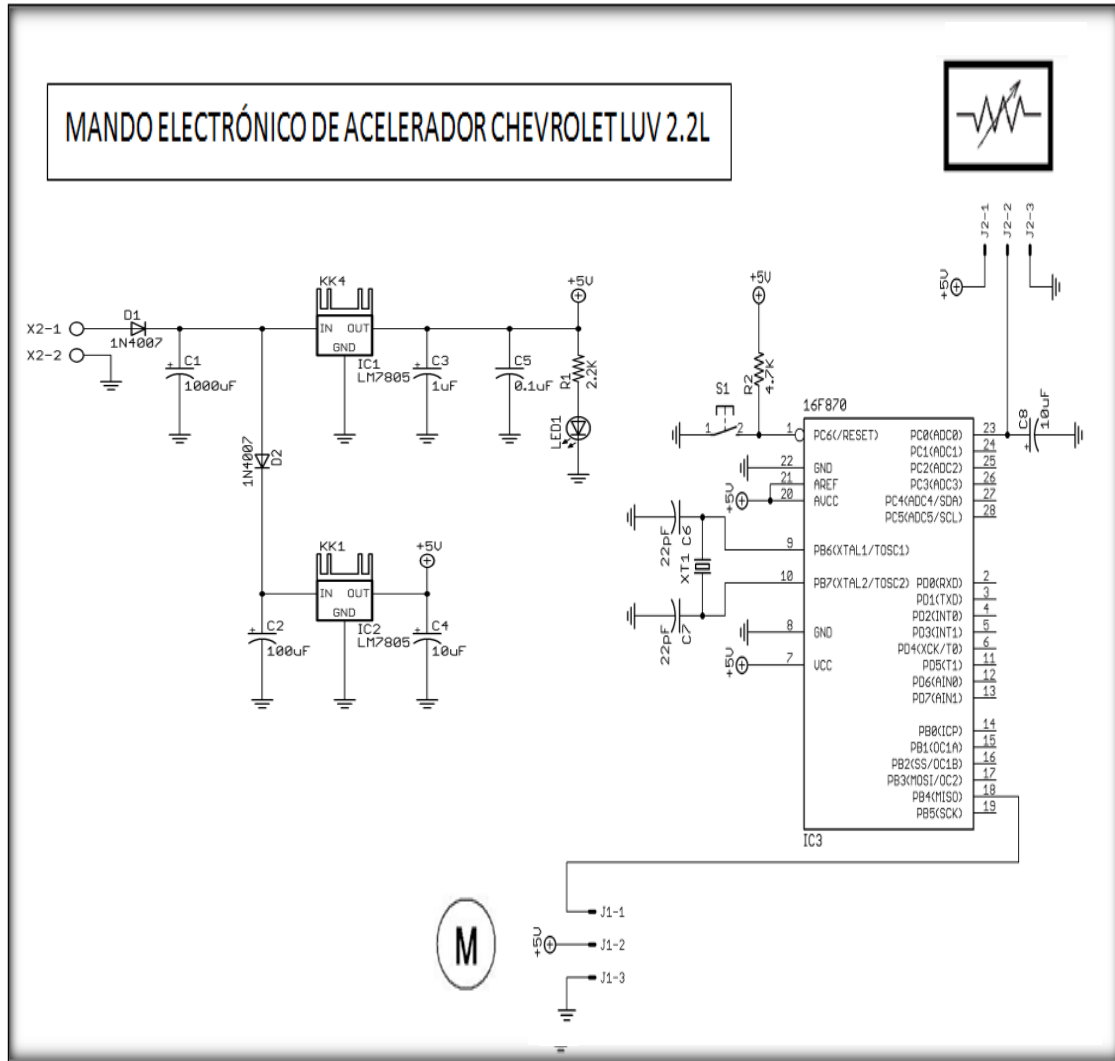 MANDO ELECTRÓNICO DE ACELERADOR CHEVROLET LUV 2.2L
J2-1
J2-2
J2-3
+5V
X2-1
X2-2
D1
1N4007
C1
1000uF
KK4
IN OUT
GND
IC1
LM7805
C3
1uF
C5
0.1uF
+5V
R1
2.2K
LED1
1N4007
D2
C2
100uF
KK1
IN OUT
GND
IC2
LM7805
+5V
C4
10uF
+5V
R2
4.7K
S1
1 2
16F870
1 PC6(/RESET)
22 GND
21 AREF
20 AVCC
+5V
9 PB6(XTAL1/TOSC1)
10 PB7(XTAL2/TOSC2)
8 GND
7 VCC
+5V
22pF C6
XT1
22pF C7
PC0(ADC0) 23
PC1(ADC1) 24
PC2(ADC2) 25
PC3(ADC3) 26
PC4(ADC4/SDA) 27
PC5(ADC5/SCL) 28
PD0(RXD) 2
PD1(TXD) 3
PD2(INT0) 4
PD3(INT1) 5
PD4(XCK/T0) 6
PD5(T1) 11
PD6(AIN0) 12
PD7(AIN1) 13
PB0(ICP) 14
PB1(OC1A) 15
PB2(SS/OC1B) 16
PB3(MOSI/OC2) 17
PB4(MISO) 18
PB5(SCK) 19
IC3
C8
10uF
M
J1-1
+5V
J1-2
J1-3